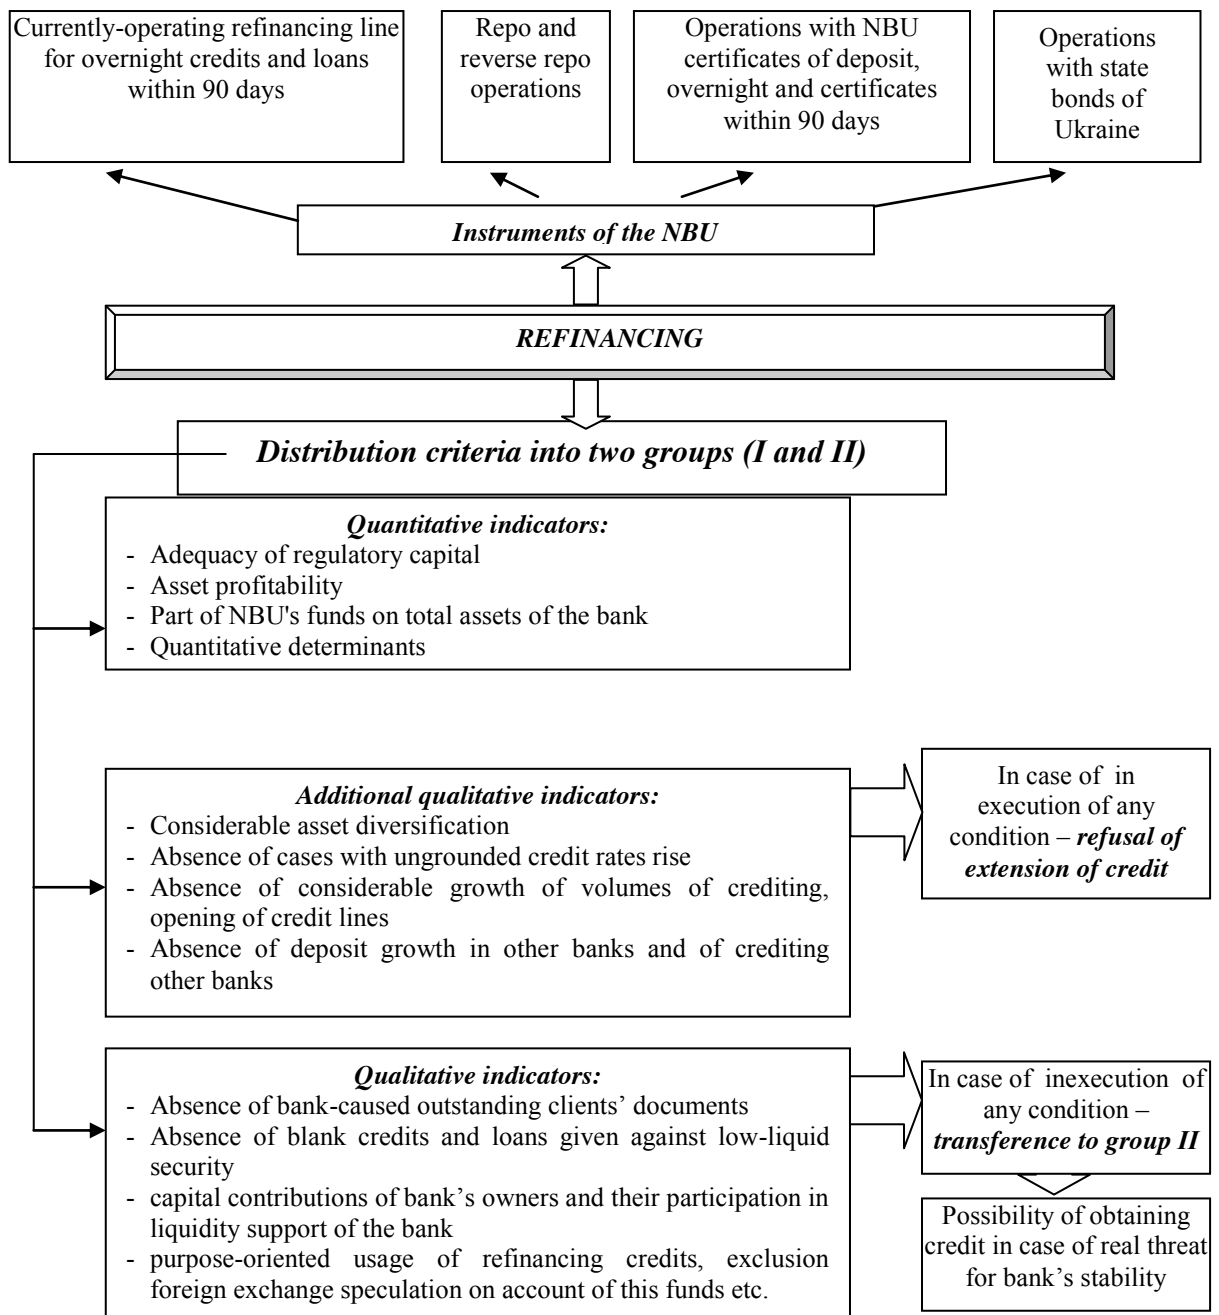 Currently-operating refinancing line
for overnight credits and loans
within 90 days
Repo and
reverse repo
operations
Operations with NBU
certificates of deposit,
overnight and certificates
within 90 days
Operations
with state
bonds of
Ukraine
Instruments of the NBU
REFINANCING
Distribution criteria into two groups (I and II)
Quantitative indicators:
- Adequacy of regulatory capital
- Asset profitability
- Part of NBU's funds on total assets of the bank
- Quantitative determinants
Additional qualitative indicators:
- Considerable asset diversification
- Absence of cases with ungrounded credit rates rise
- Absence of considerable growth of volumes of crediting,
opening of credit lines
- Absence of deposit growth in other banks and of crediting
other banks
In case of in
execution of any
condition – refusal of
extension of credit
Qualitative indicators:
- Absence of bank-caused outstanding clients’ documents
- Absence of blank credits and loans given against low-liquid
security
- capital contributions of bank’s owners and their participation in
liquidity support of the bank
- purpose-oriented usage of refinancing credits, exclusion
foreign exchange speculation on account of this funds etc.
In case of inexecution of
any condition –
transference to group II
Possibility of obtaining
credit in case of real threat
for bank’s stability